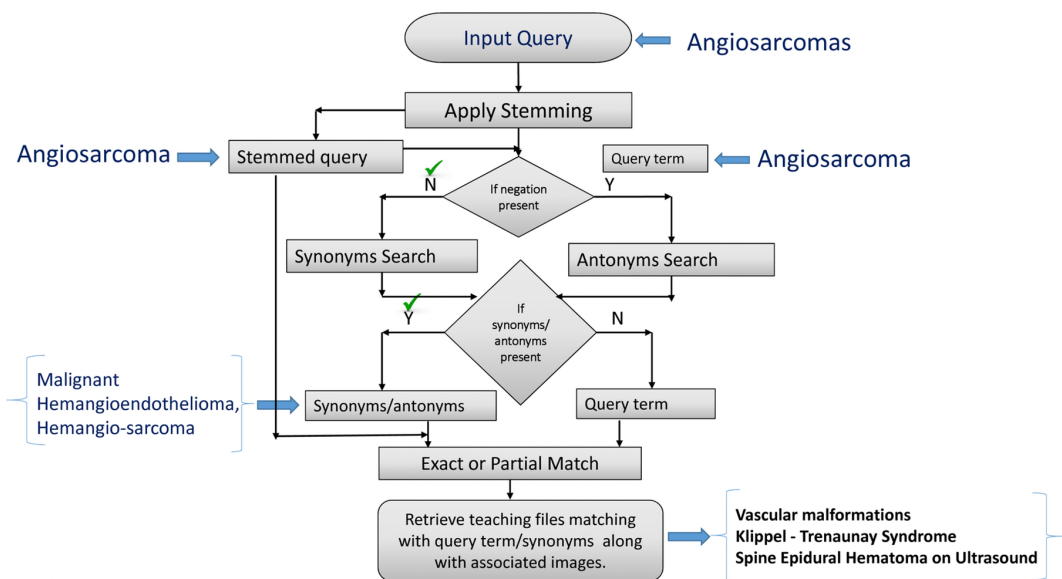 Input Query
Angiosarcomas
Apply Stemming
Angiosarcoma
Stemmed query
Query term
Angiosarcoma
N
If negation
present
Y
Synonyms Search
Antonyms Search
Y
If
synonyms/
antonyms
present
N
Malignant
Hemangioendothelioma,
Hemangio-sarcoma
Synonyms/antonyms
Query term
Exact or Partial Match
Retrieve teaching files matching
with query term/synonyms along
with associated images.
Vascular malformations
Klippel - Trenaunay Syndrome
Spine Epidural Hematoma on Ultrasound